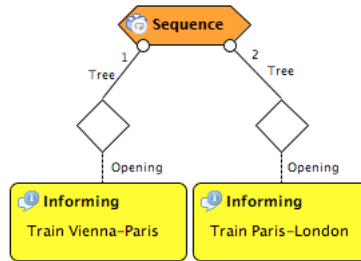 Sequence
1
2
Tree
Tree
Opening
Opening
Informing
Informing
Train Vienna-Paris
Train Paris-London